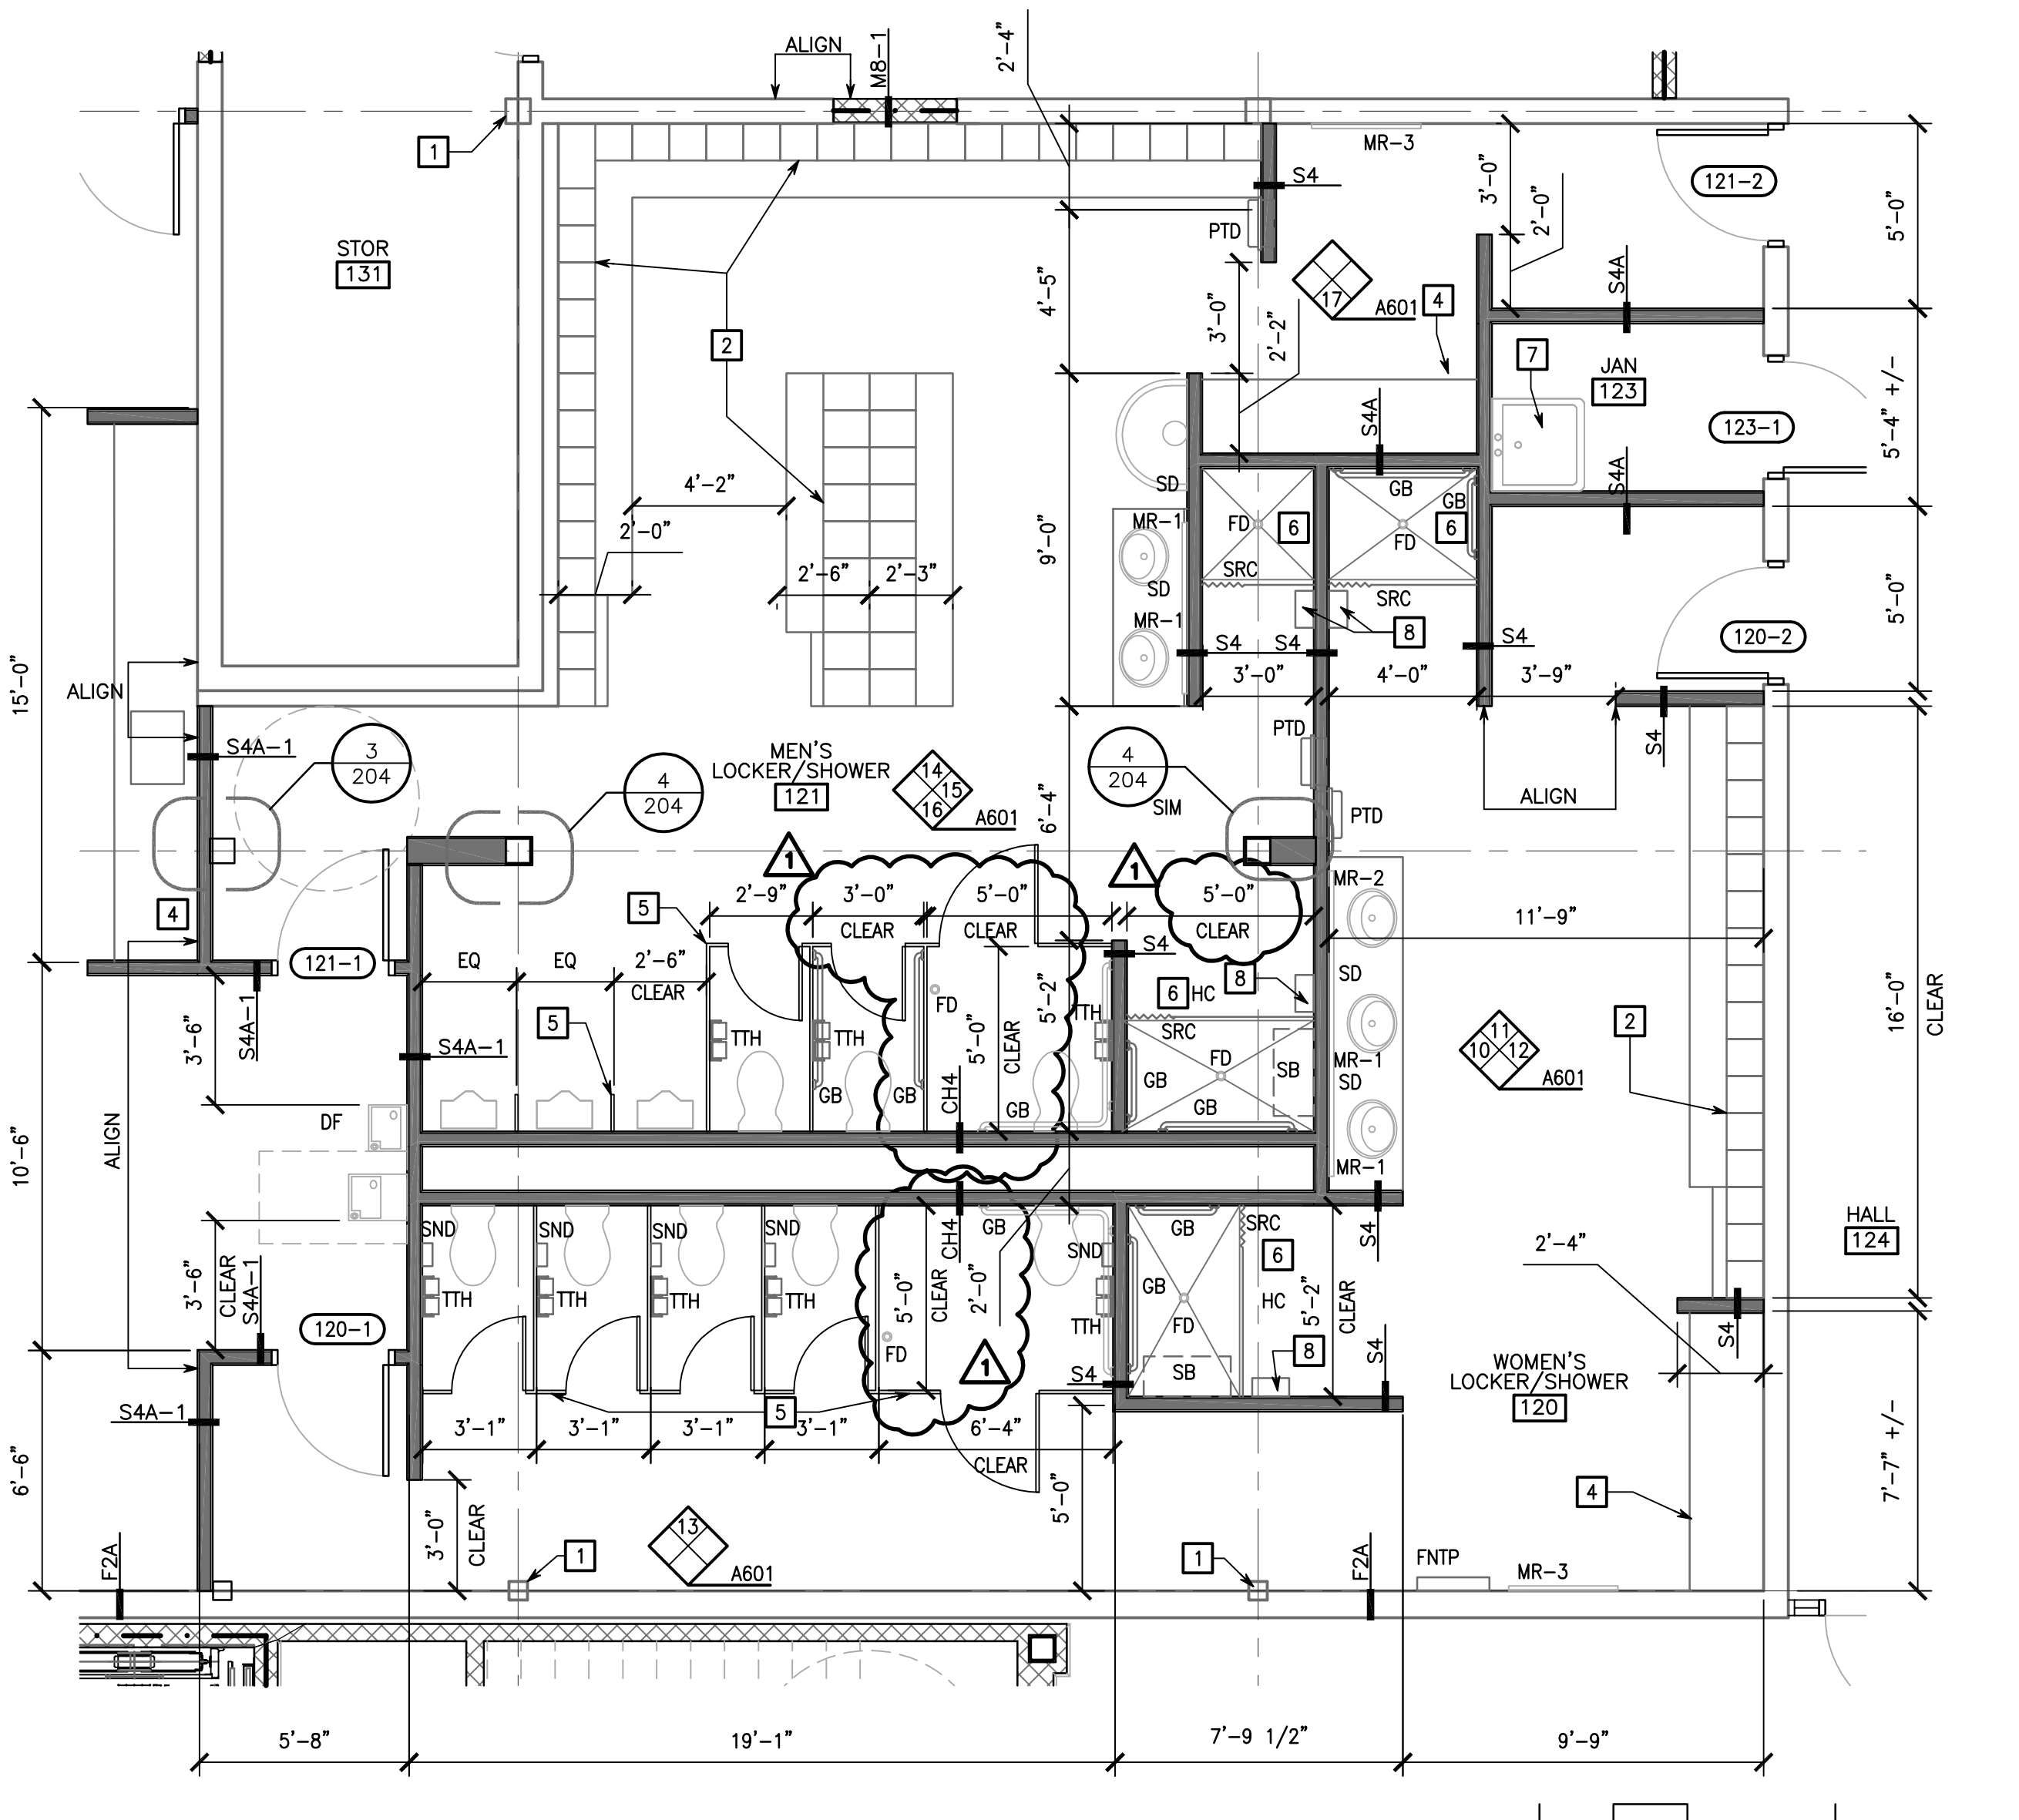 ALIGN
M8-1
2'-4"
1
MR-3
S4
3'-0"
2'-0"
121-2
5'-0"
STOR
131
PTD
17
A601
4
S4A
2
4'-5"
3'-0"
2'-2"
7
JAN
123
5'-4" +/-
123-1
S4A
S4A
4'-2"
2'-0"
2'-6"
2'-3"
9'-0"
SD
MR-1
SD
MR-1
FD
6
SRC
GB
GB
6
FD
SRC
8
S4
S4
S4
3'-0"
4'-0"
3'-9"
120-2
5'-0"
15'-0"
ALIGN
S4A-1
3
204
4
204
MEN'S
LOCKER/SHOWER
121
14
15
16
A601
6'-4"
4
204
SIM
PTD
PTD
S4
ALIGN
4
121-1
1
1
5
2'-9"
3'-0"
CLEAR
5'-0"
CLEAR
5'-0"
CLEAR
MR-2
11'-9"
EQ
EQ
2'-6"
CLEAR
S4
5
TTH
TTH
GB
GB
FD
5'-0"
CLEAR
5'-2"
TTH
GB
CH4
6
HC
8
SRC
FD
GB
SB
GB
SD
MR-1
SD
MR-1
11
10
12
A601
2
16'-0"
CLEAR
3'-6"
S4A-1
S4A-1
DF
ALIGN
10'-6"
3'-6"
CLEAR
S4A-1
120-1
SND
TTH
SND
TTH
SND
TTH
SND
TTH
CH4
GB
5'-0"
CLEAR
2'-0"
SND
TTH
FD
1
GB
SRC
6
GB
HC
FD
5'-2"
CLEAR
SB
8
S4
S4
S4
2'-4"
HALL
124
S4
WOMEN'S
LOCKER/SHOWER
120
5
3'-1"
3'-1"
3'-1"
3'-1"
6'-4"
CLEAR
S4A-1
6'-6"
3'-0"
CLEAR
5'-0"
4
7'-7" +/-
F2A
1
13
A601
1
F2A
FNTP
MR-3
5'-8"
19'-1"
7'-9 1/2"
9'-9"